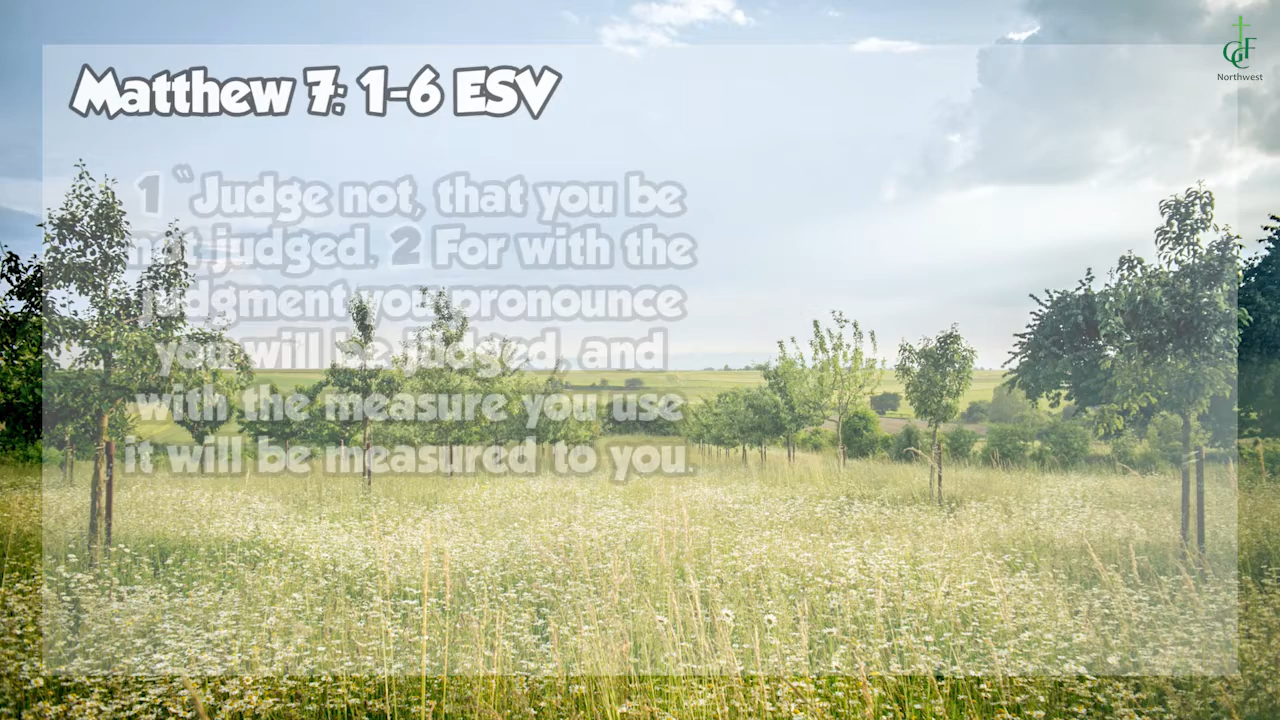 Matthew 7: 1-6 ESV
1 “Judge not, that you be
not judged. 2 For with the
judgment you pronounce
you will be judged, and
with the measure you use
it will be measured to you.
GCF
Northwest